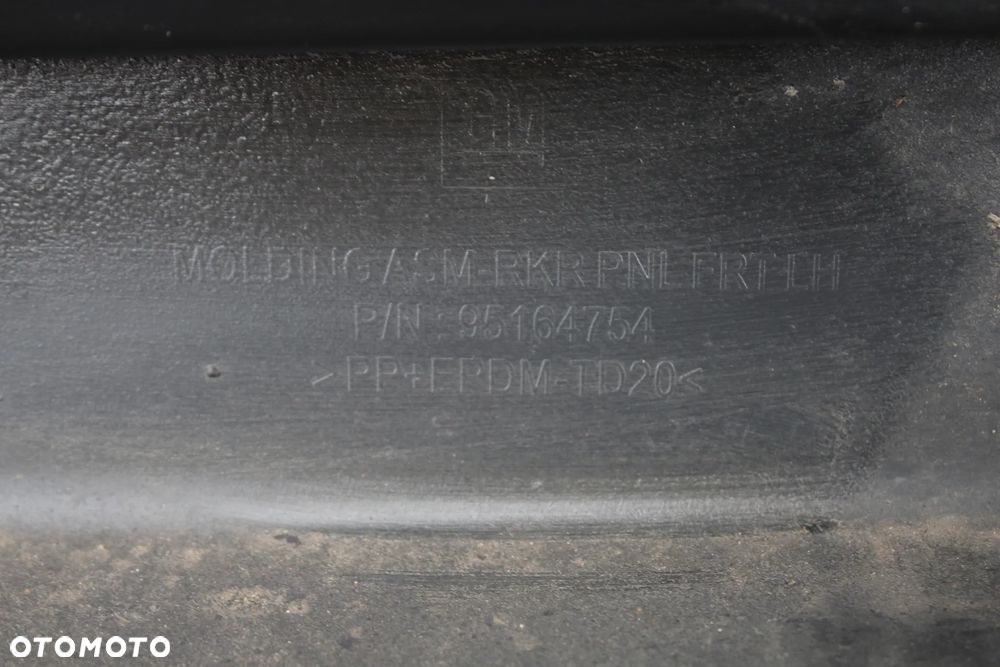 GM
MOLDING ASM-RKR PNL FRT LH
P/N : 95164754
>PP+EPDM-TD20<
OTOMOTO